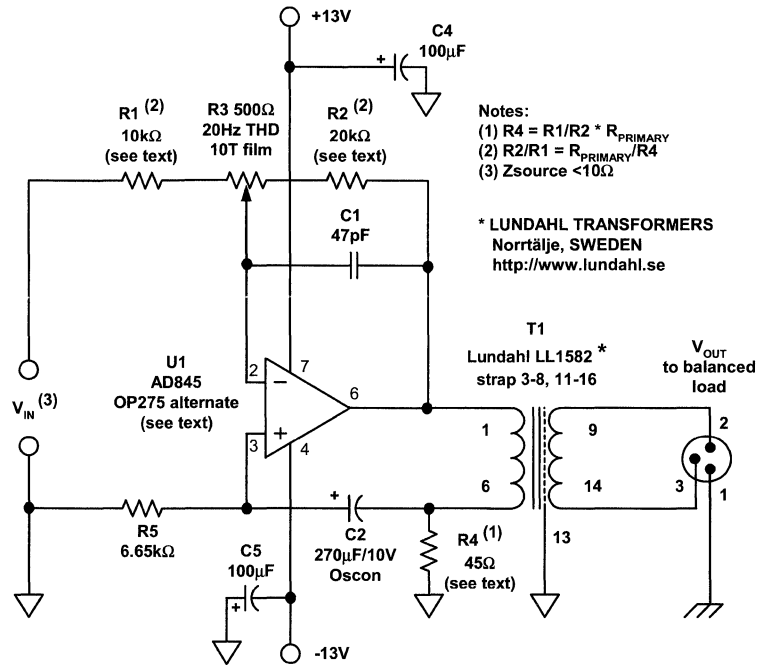 +13V
C4
100μF
R1 (2)
10kΩ
(see text)
R3 500Ω
20Hz THD
10T film
R2 (2)
20kΩ
(see text)
Notes:
(1) R4 = R1/R2 * RPRIMARY
(2) R2/R1 = RPRIMARY/R4
(3) Zsource <10Ω
C1
47pF
* LUNDAHL TRANSFORMERS
Norrtälje, SWEDEN
http://www.lundahl.se
U1
AD845
OP275 alternate
(see text)
2
7
6
3
4
VIN (3)
T1
Lundahl LL1582 *
strap 3-8, 11-16
VOUT
to balanced
load
1
9
2
6
14
3
1
13
R5
6.65kΩ
C2
270μF/10V
Oscon
R4 (1)
45Ω
(see text)
C5
100μF
-13V